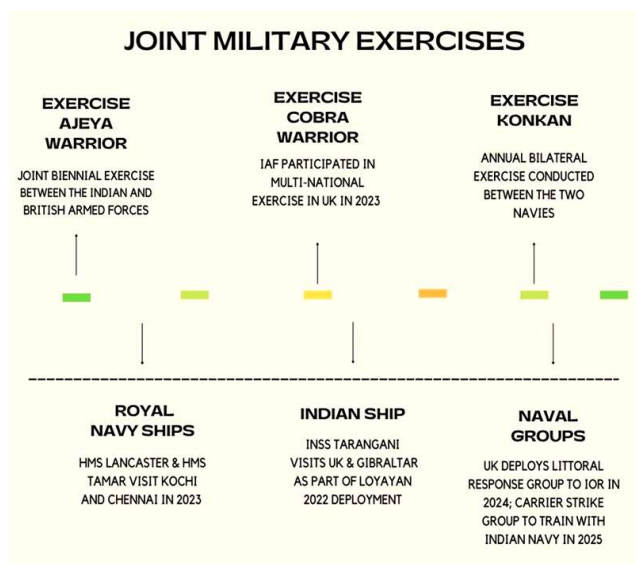 JOINT MILITARY EXERCISES
EXERCISE
AJEYA
WARRIOR
JOINT BIENNIAL EXERCISE
BETWEEN THE INDIAN AND
BRITISH ARMED FORCES
EXERCISE
COBRA
WARRIOR
IAF PARTICIPATED IN
MULTI-NATIONAL
EXERCISE IN UK IN 2023
EXERCISE
KONKAN
ANNUAL BILATERAL
EXERCISE CONDUCTED
BETWEEN THE TWO
NAVIES
ROYAL
NAVY SHIPS
HMS LANCASTER & HMS
TAMAR VISIT KOCHI
AND CHENNAI IN 2023
INDIAN SHIP
INSS TARANGANI
VISITS UK & GIBRALTAR
AS PART OF LOYAYAN
2022 DEPLOYMENT
NAVAL
GROUPS
UK DEPLOYS LITTORAL
RESPONSE GROUP TO IOR IN
2024; CARRIER STRIKE
GROUP TO TRAIN WITH
INDIAN NAVY IN 2025